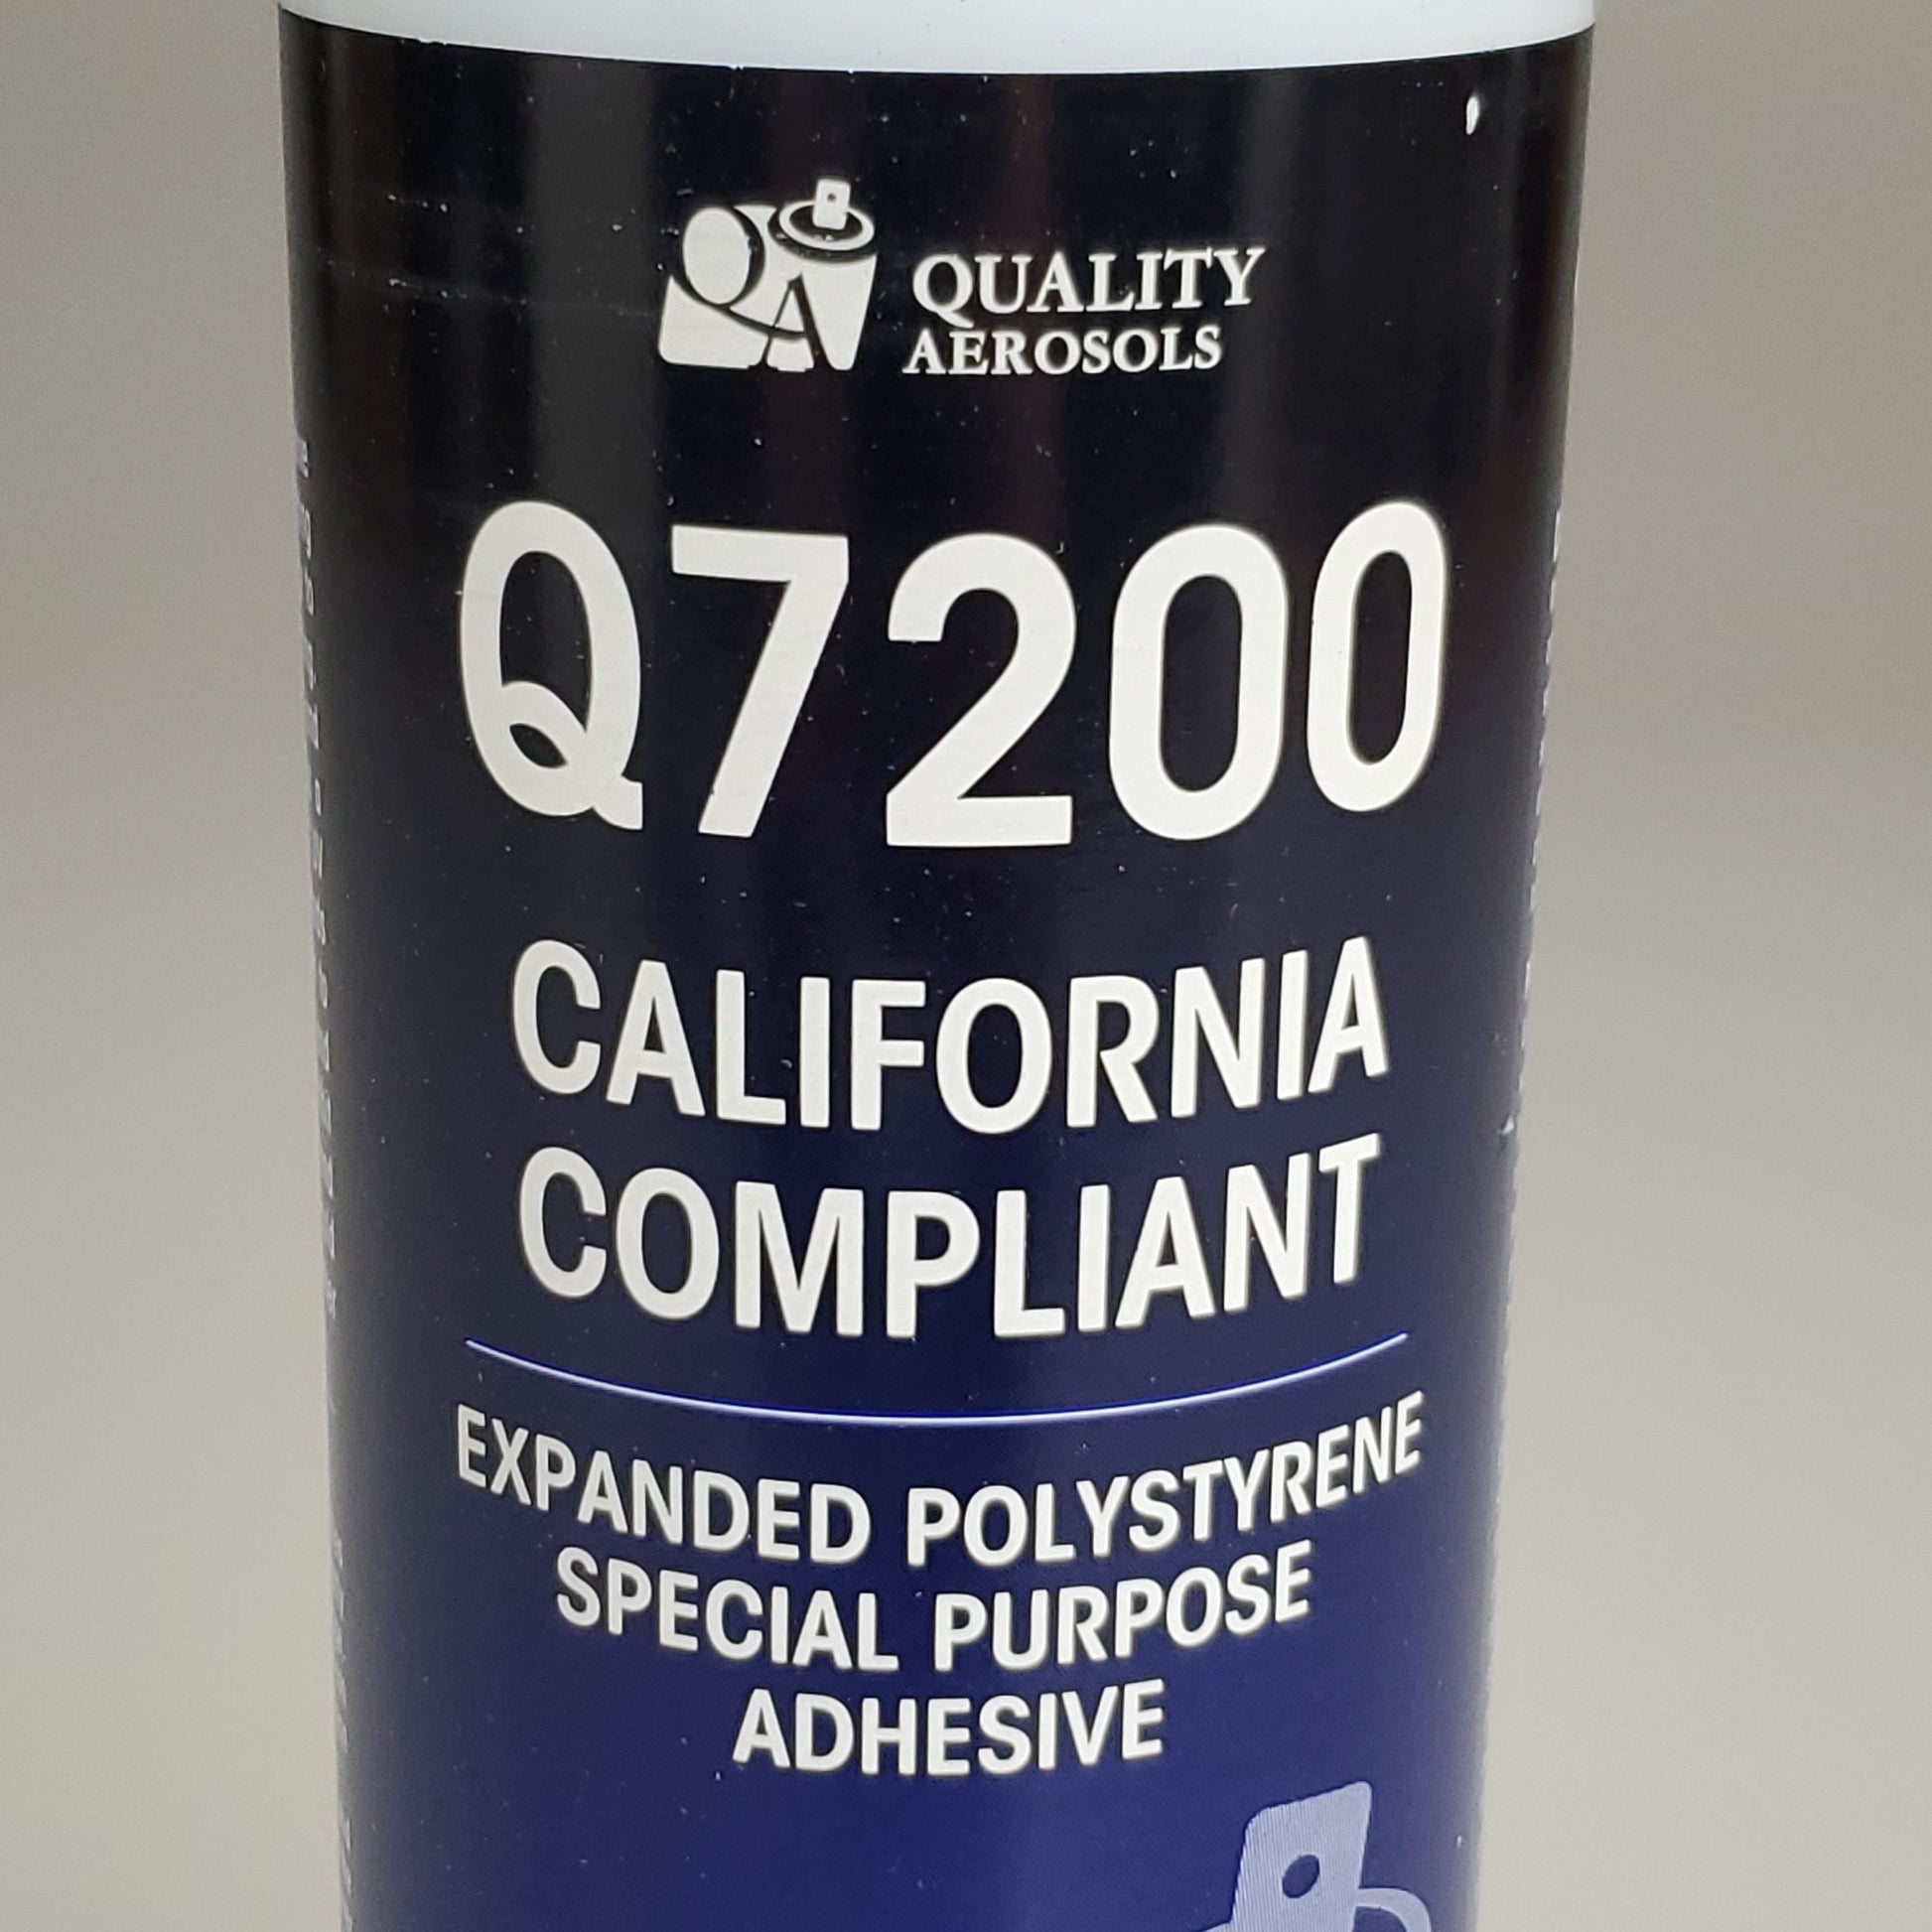 QA QUALITY
AEROSOLS
Q7200
CALIFORNIA
COMPLIANT
EXPANDED POLYSTYRENE
SPECIAL PURPOSE
ADHESIVE